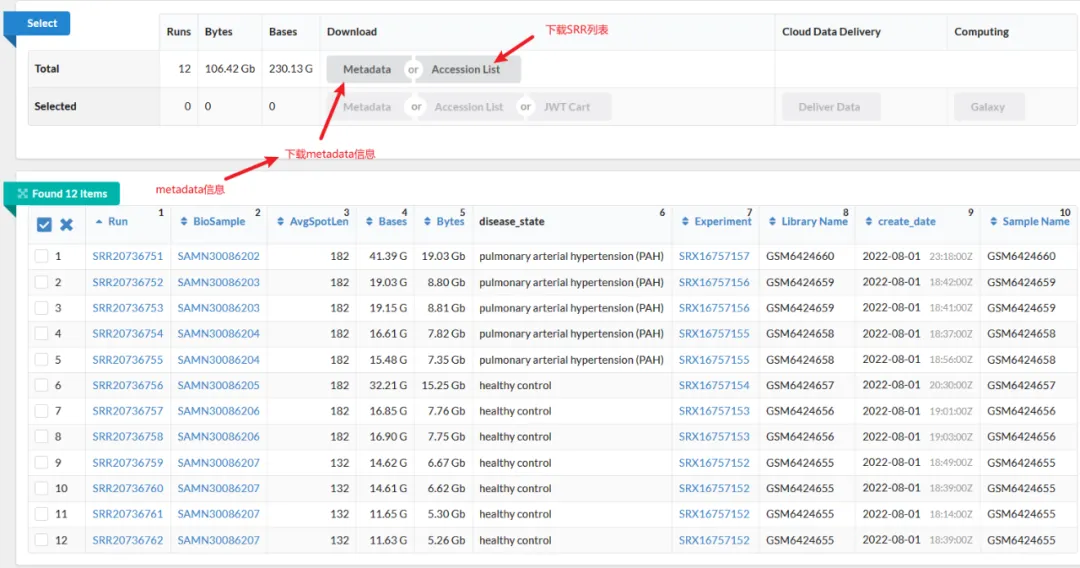 Select
Runs Bytes Bases Download Cloud Data Delivery Computing
下载SRR列表
Total 12 106.42 Gb 230.13 G Metadata or Accession List
Selected 0 0 0 Metadata or Accession List or JWT Cart Deliver Data Galaxy
下载metadata信息
metadata信息
Found 12 Items
Run 1 BioSample 2 AvgSpotLen 3 Bases 4 Bytes 5 disease_state 6 Experiment 7 Library Name 8 create_date 9 Sample Name 10
1 SRR20736751 SAMN30086202 182 41.39 G 19.03 Gb pulmonary arterial hypertension (PAH) SRX16757157 GSM6424660 2022-08-01 23:18:00Z GSM6424660
2 SRR20736752 SAMN30086203 182 19.03 G 8.80 Gb pulmonary arterial hypertension (PAH) SRX16757156 GSM6424659 2022-08-01 18:42:00Z GSM6424659
3 SRR20736753 SAMN30086203 182 19.15 G 8.81 Gb pulmonary arterial hypertension (PAH) SRX16757156 GSM6424659 2022-08-01 18:41:00Z GSM6424659
4 SRR20736754 SAMN30086204 182 16.61 G 7.82 Gb pulmonary arterial hypertension (PAH) SRX16757155 GSM6424658 2022-08-01 18:37:00Z GSM6424658
5 SRR20736755 SAMN30086204 182 15.48 G 7.35 Gb pulmonary arterial hypertension (PAH) SRX16757155 GSM6424658 2022-08-01 18:56:00Z GSM6424658
6 SRR20736756 SAMN30086205 182 32.21 G 15.25 Gb healthy control SRX16757154 GSM6424657 2022-08-01 20:30:00Z GSM6424657
7 SRR20736757 SAMN30086206 182 16.85 G 7.76 Gb healthy control SRX16757153 GSM6424656 2022-08-01 19:01:00Z GSM6424656
8 SRR20736758 SAMN30086206 182 16.90 G 7.75 Gb healthy control SRX16757153 GSM6424656 2022-08-01 19:03:00Z GSM6424656
9 SRR20736759 SAMN30086207 132 14.62 G 6.67 Gb healthy control SRX16757152 GSM6424655 2022-08-01 18:49:00Z GSM6424655
10 SRR20736760 SAMN30086207 132 14.61 G 6.62 Gb healthy control SRX16757152 GSM6424655 2022-08-01 18:39:00Z GSM6424655
11 SRR20736761 SAMN30086207 132 11.65 G 5.30 Gb healthy control SRX16757152 GSM6424655 2022-08-01 18:14:00Z GSM6424655
12 SRR20736762 SAMN30086207 132 11.63 G 5.26 Gb healthy control SRX16757152 GSM6424655 2022-08-01 18:39:00Z GSM6424655